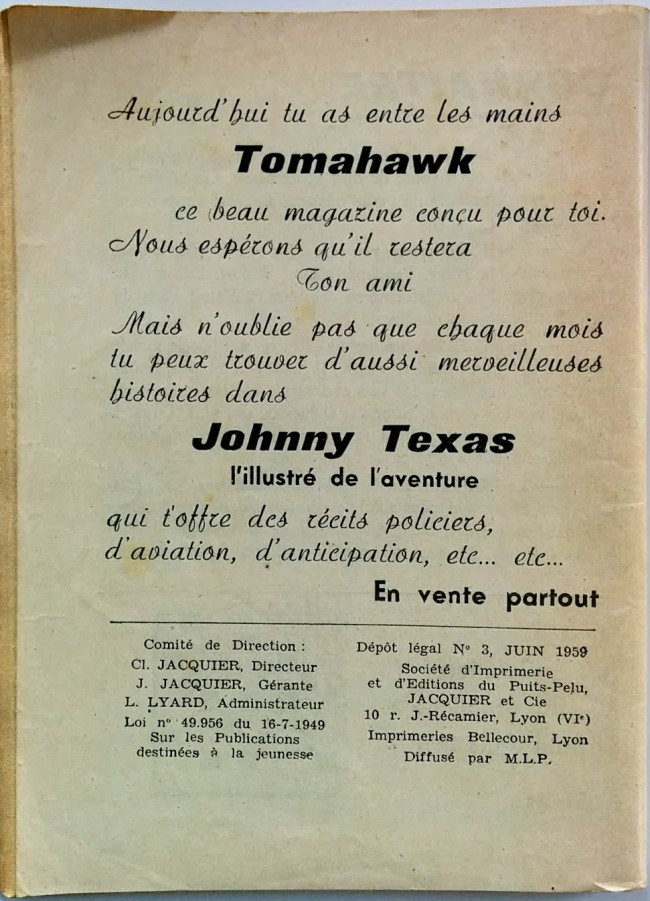 Aujourd'hui tu as entre les mains
Tomahawk
ce beau magazine conçu pour toi.
Nous espérons qu'il restera
Ton ami
Mais n'oublie pas que chaque mois
tu peux trouver d'aussi merveilleuses
histoires dans
Johnny Texas
l'illustré de l'aventure
qui t'offre des récits policiers,
d'aviation, d'anticipation, etc... etc...
En vente partout
Comité de Direction :
Cl. JACQUIER, Directeur
J. JACQUIER, Gérante
L. LYARD, Administrateur
Loi nº 49.956 du 16-7-1949
Sur les Publications
destinées à la jeunesse
Dépôt légal Nº 3, JUIN 1959
Société d'Imprimerie
et d'Editions du Puits-Pelu,
JACQUIER et Cie
10 r. J.-Récamier, Lyon (VIᵉ)
Imprimeries Bellecour, Lyon
Diffusé par M.L.P.